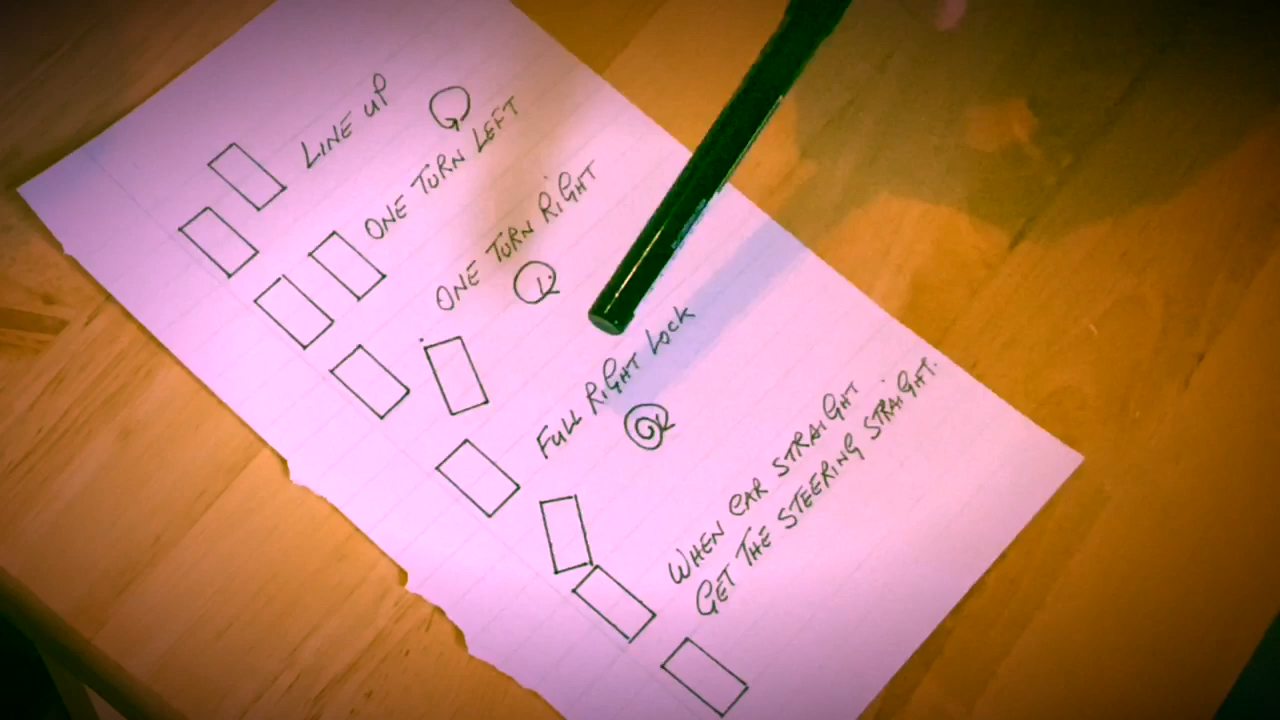 LINE UP
ONE TURN LEFT
ONE TURN RIGHT
FULL RIGHT LOCK
WHEN CAR STRAIGHT
GET THE STEERING STRAIGHT.